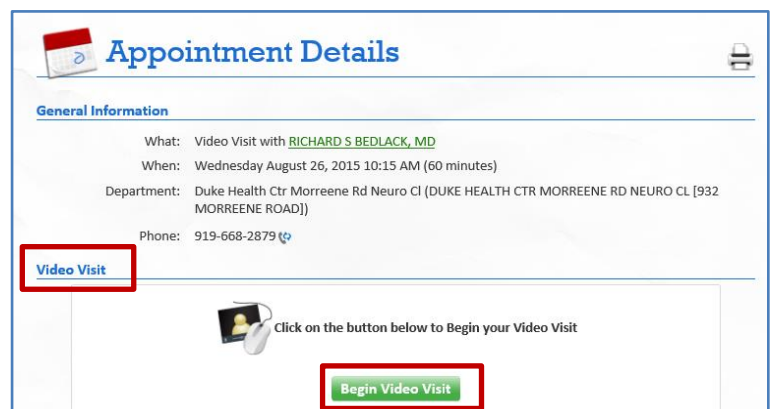 Appointment Details
General Information
What: Video Visit with RICHARD S BEDLACK, MD
When: Wednesday August 26, 2015 10:15 AM (60 minutes)
Department: Duke Health Ctr Morreene Rd Neuro Cl (DUKE HEALTH CTR MORREENE RD NEURO CL [932
MORREENE ROAD])
Phone: 919-668-2879
Video Visit
Click on the button below to Begin your Video Visit
Begin Video Visit